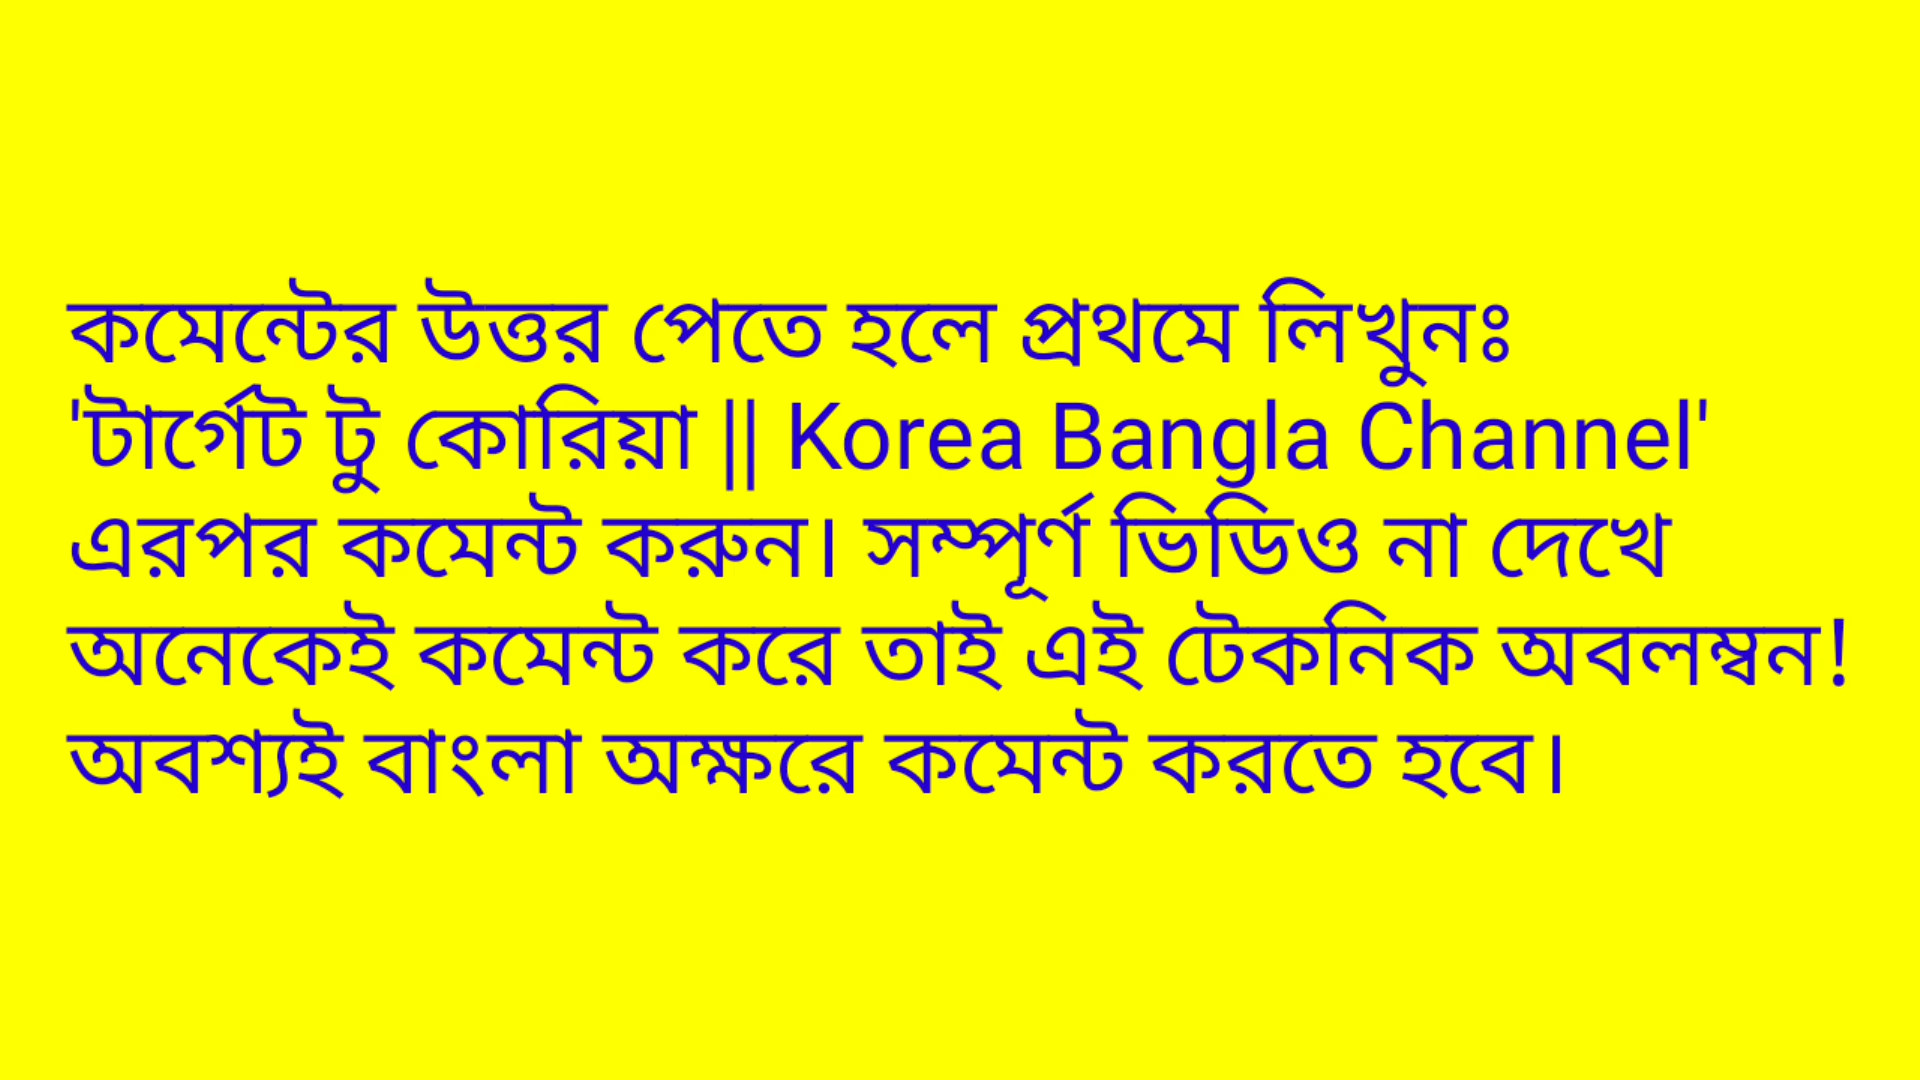 কমেন্টের উত্তর পেতে হলে প্রথমে লিখুনঃ
'টার্গেট টু কোরিয়া || Korea Bangla Channel'
এরপর কমেন্ট করুন। সম্পূর্ণ ভিডিও না দেখে
অনেকেই কমেন্ট করে তাই এই টেকনিক অবলম্বন!
অবশ্যই বাংলা অক্ষরে কমেন্ট করতে হবে।